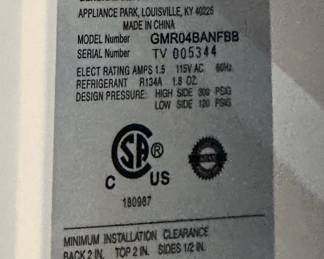 APPLIANCE PARK, LOUISVILLE, KY 40225
MADE IN CHINA
MODEL Number GMR04BANFBB
SERIAL Number TV 005344
ELECT RATING AMPS 1.5 115V AC 60Hz
REFRIGERANT R134A 1.8 OZ.
DESIGN PRESSURE: HIGH SIDE 300 PSIG
LOW SIDE 120 PSIG
SA ®
C US
180987
MINIMUM INSTALLATION CLEARANCE
BACK 2 IN. TOP 2 IN. SIDES 1/2 IN.